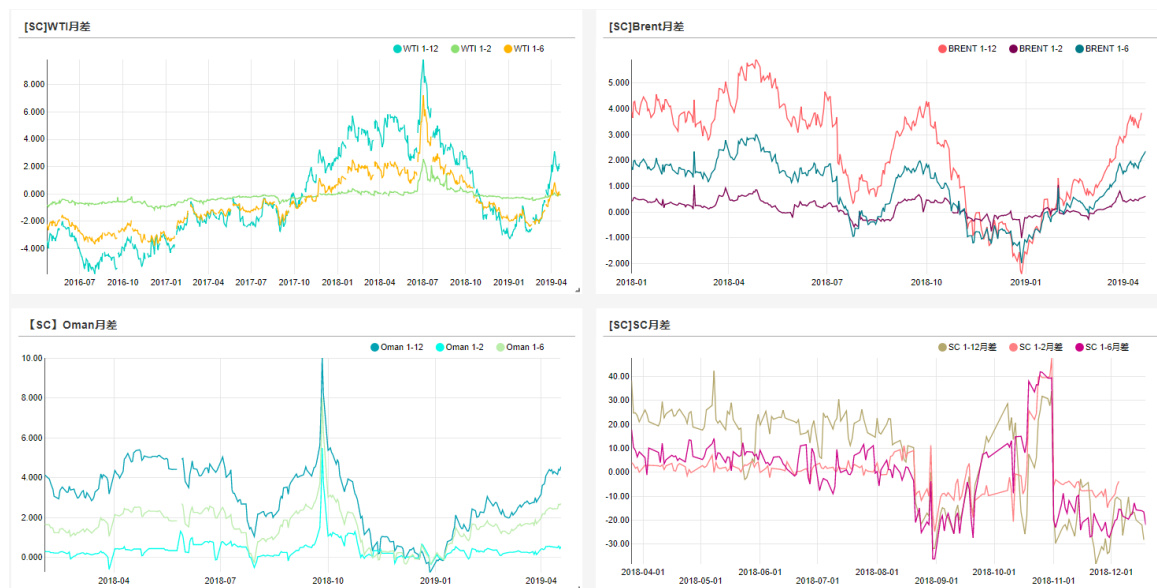 [SC]WTI月差
WTI 1-12 WTI 1-2 WTI 1-6
8.000
6.000
4.000
2.000
0.000
-2.000
-4.000
2016-07 2016-10 2017-01 2017-04 2017-07 2017-10 2018-01 2018-04 2018-07 2018-10 2019-01 2019-04
[SC]Brent月差
BRENT 1-12 BRENT 1-2 BRENT 1-6
5.000
4.000
3.000
2.000
1.000
0.000
-1.000
-2.000
2018-01 2018-04 2018-07 2018-10 2019-01 2019-04
【SC】Oman月差
Oman 1-12 Oman 1-2 Oman 1-6
10.00
8.000
6.000
4.000
2.000
0.000
2018-04 2018-07 2018-10 2019-01 2019-04
[SC]SC月差
SC 1-12月差 SC 1-2月差 SC 1-6月差
40.00
30.00
20.00
10.00
0.000
-10.00
-20.00
-30.00
2018-04-01 2018-05-01 2018-06-01 2018-07-01 2018-08-01 2018-09-01 2018-10-01 2018-11-01 2018-12-01